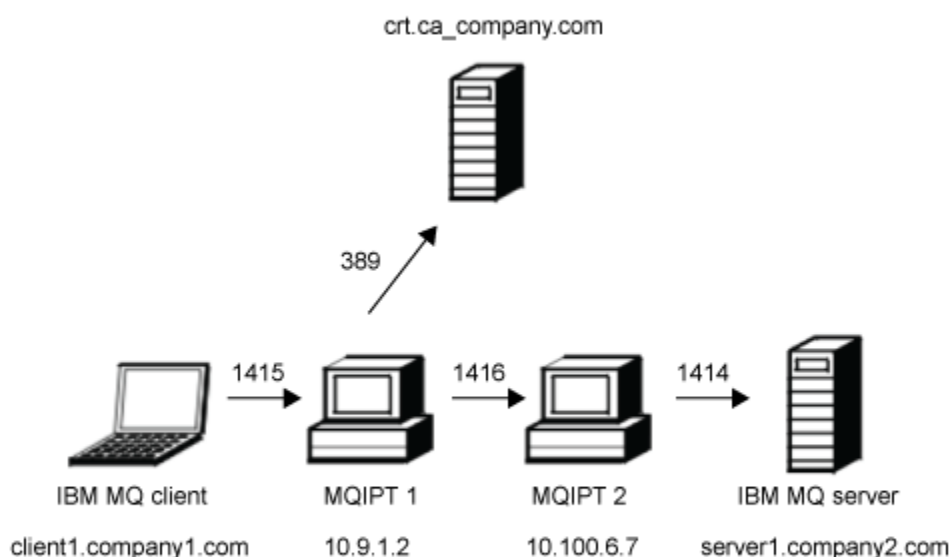 crt.ca_company.com
389
1415
1416
1414
IBM MQ client
MQIPT 1
MQIPT 2
IBM MQ server
client1.company1.com
10.9.1.2
10.100.6.7
server1.company2.com